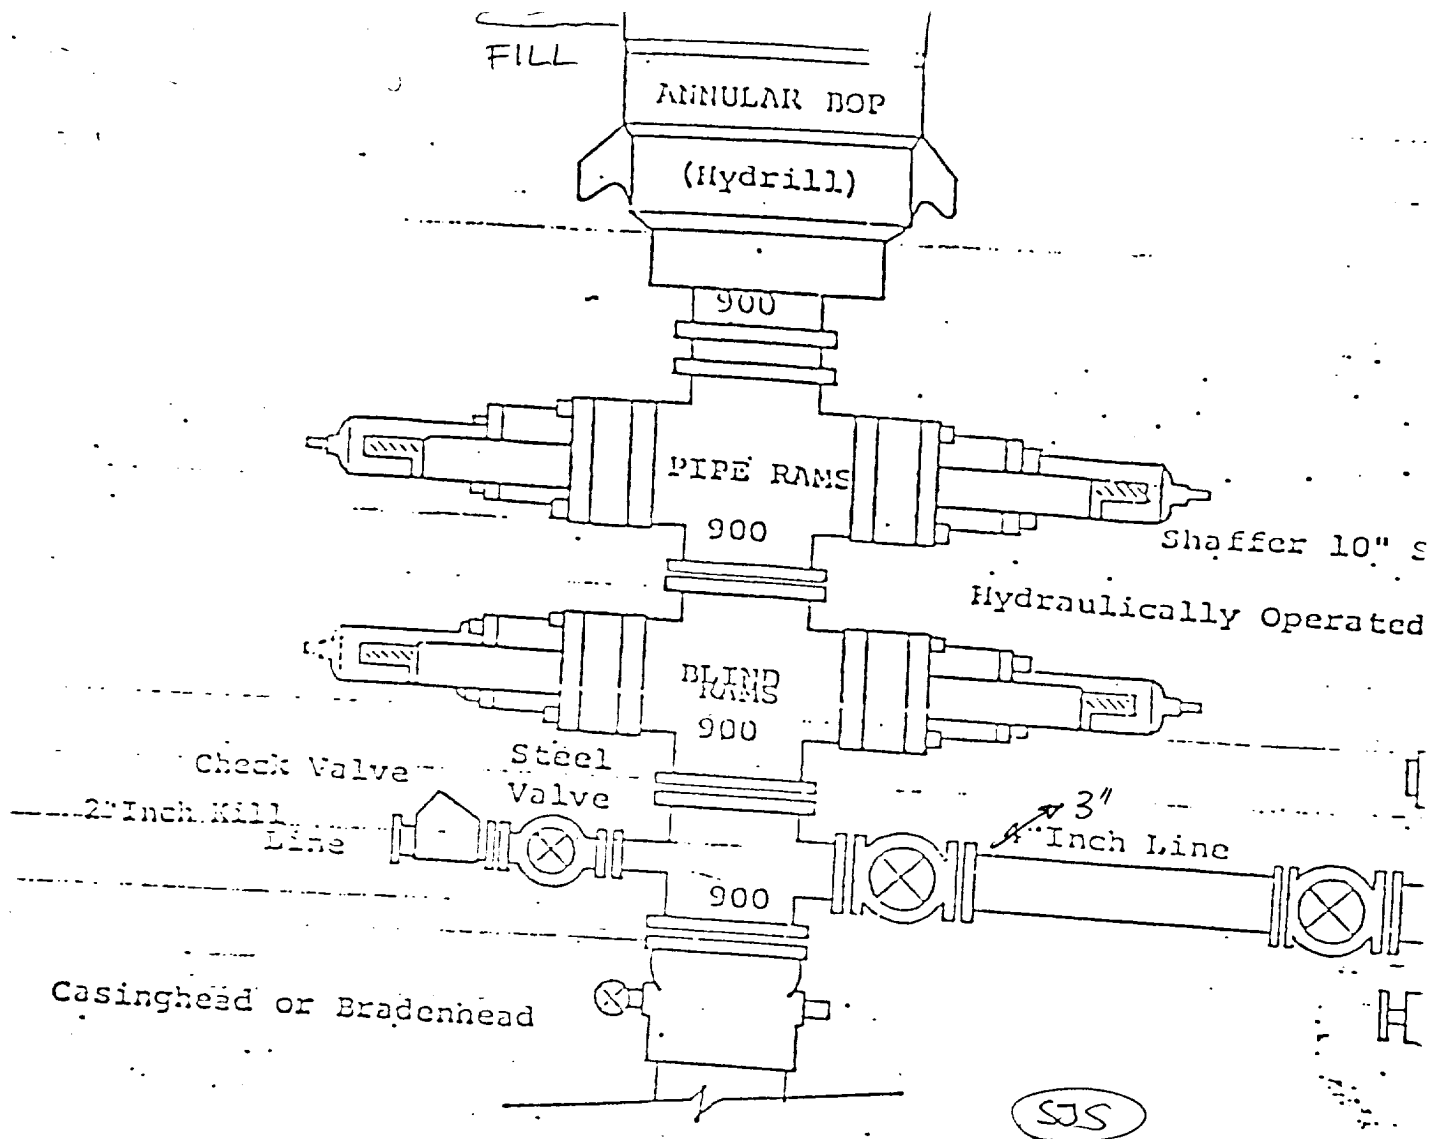 FILL
ANNULAR BOP
(Hydrill)
900
PIPE RAMS
900
Shaffer 10" S
Hydraulically Operated
BLIND
RAMS
900
Check Valve
Steel
Valve
2"Inch Kill
Line
3"
4"Inch Line
900
Casinghead or Bradenhead
SJS